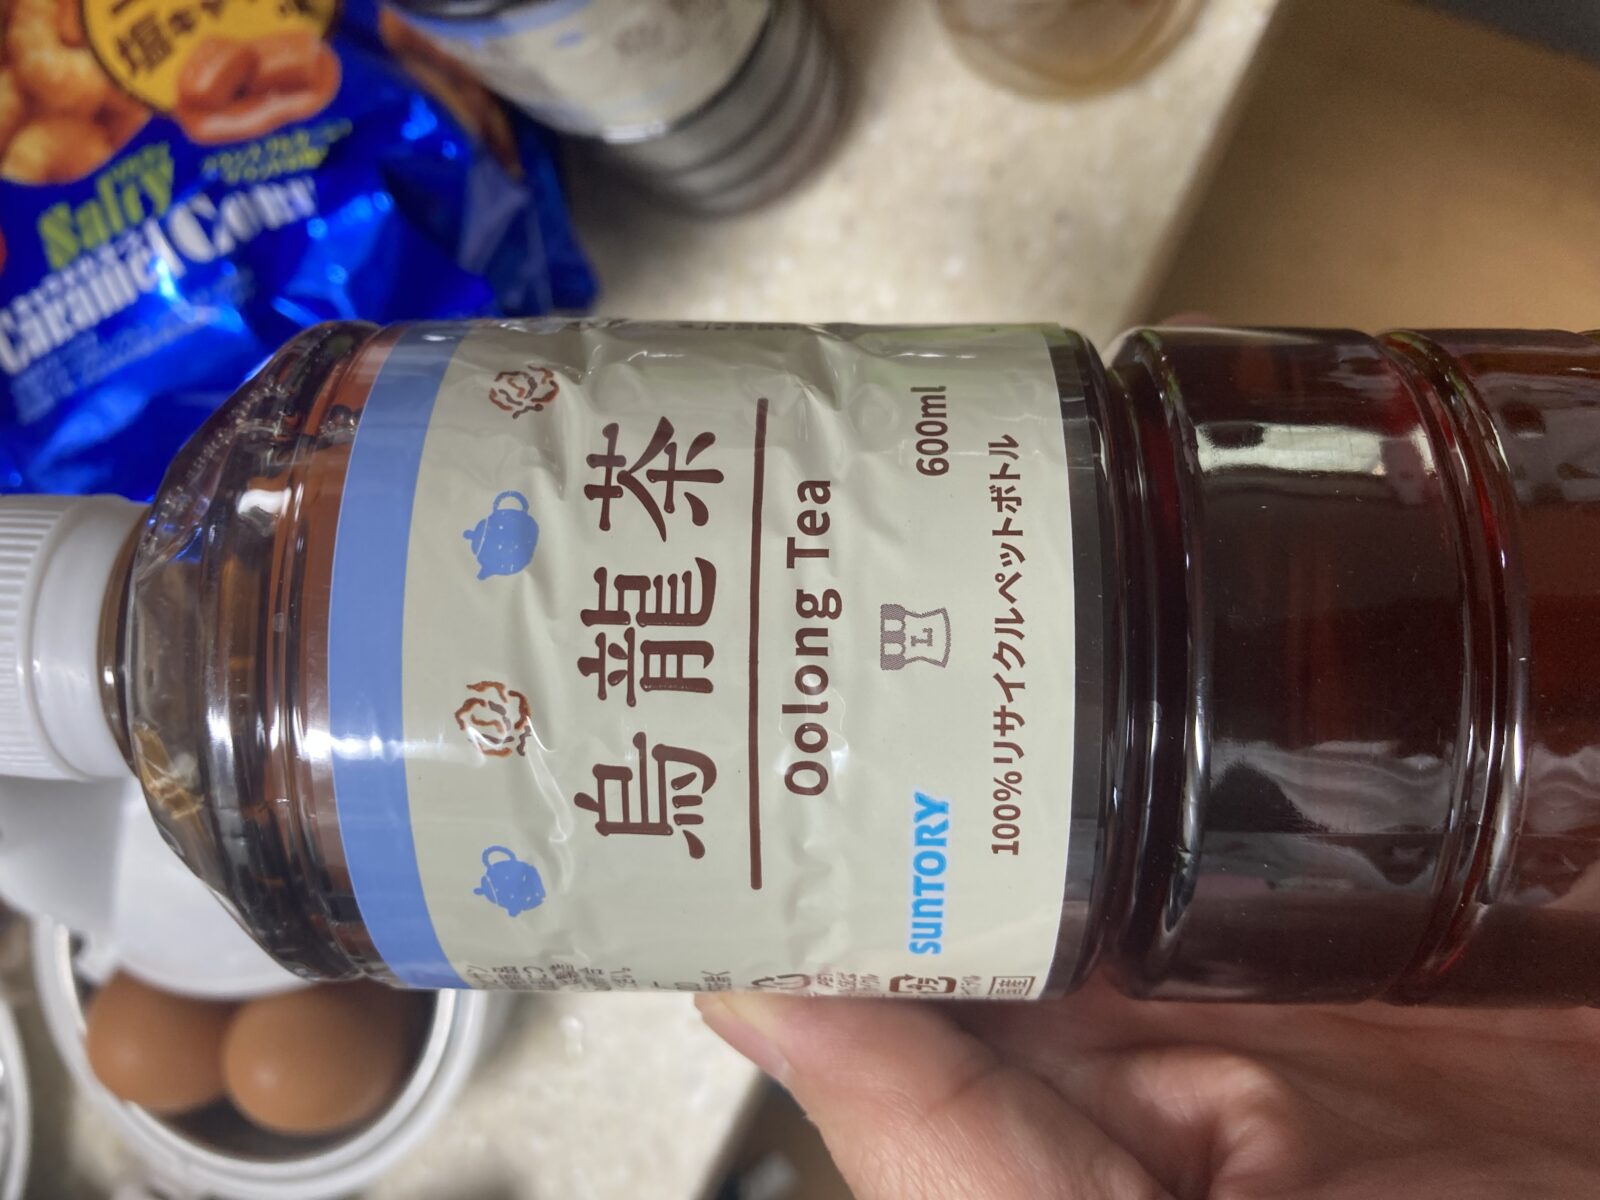 烏龍茶
Oolong Tea
L
SUNTORY
600ml
100%リサイクルペットボトル
Salty
Caramel Corn